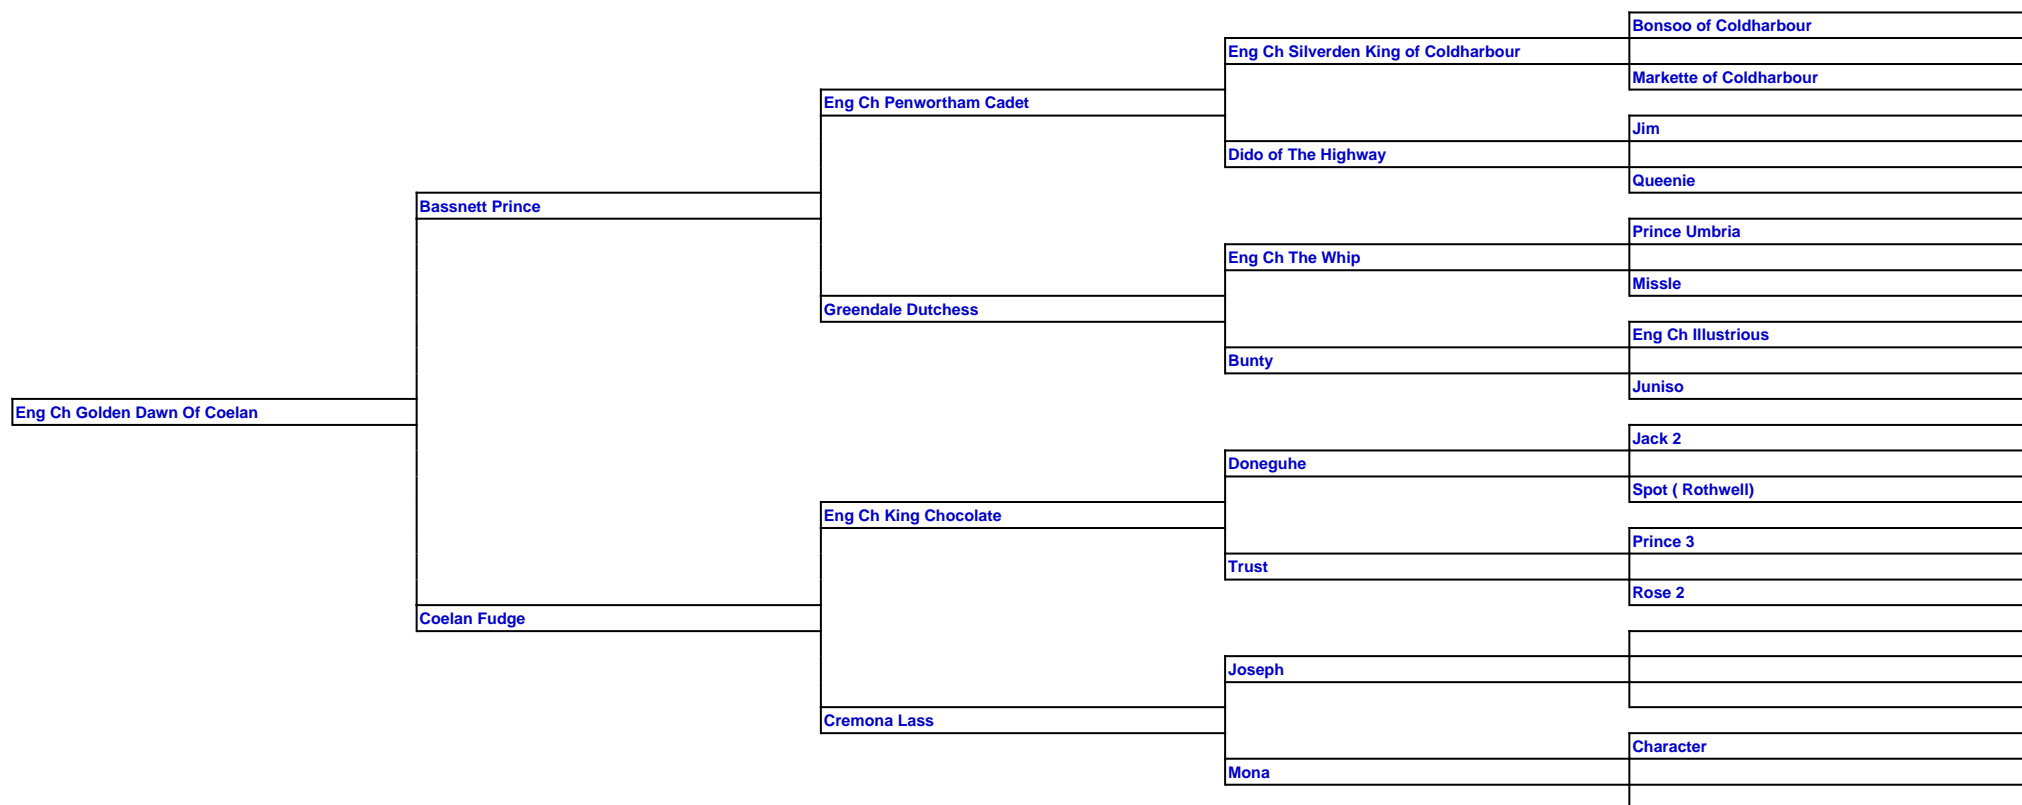 Bonsoo of Coldharbour
Eng Ch Silverden King of Coldharbour
Markette of Coldharbour
Eng Ch Penwortham Cadet
Jim
Dido of The Highway
Queenie
Bassnett Prince
Prince Umbria
Eng Ch The Whip
Missle
Greendale Dutchess
Eng Ch Illustrious
Bunty
Juniso
Eng Ch Golden Dawn Of Coelan
Jack 2
Doneguhe
Spot ( Rothwell)
Eng Ch King Chocolate
Prince 3
Trust
Rose 2
Coelan Fudge
Joseph
Cremona Lass
Character
Mona